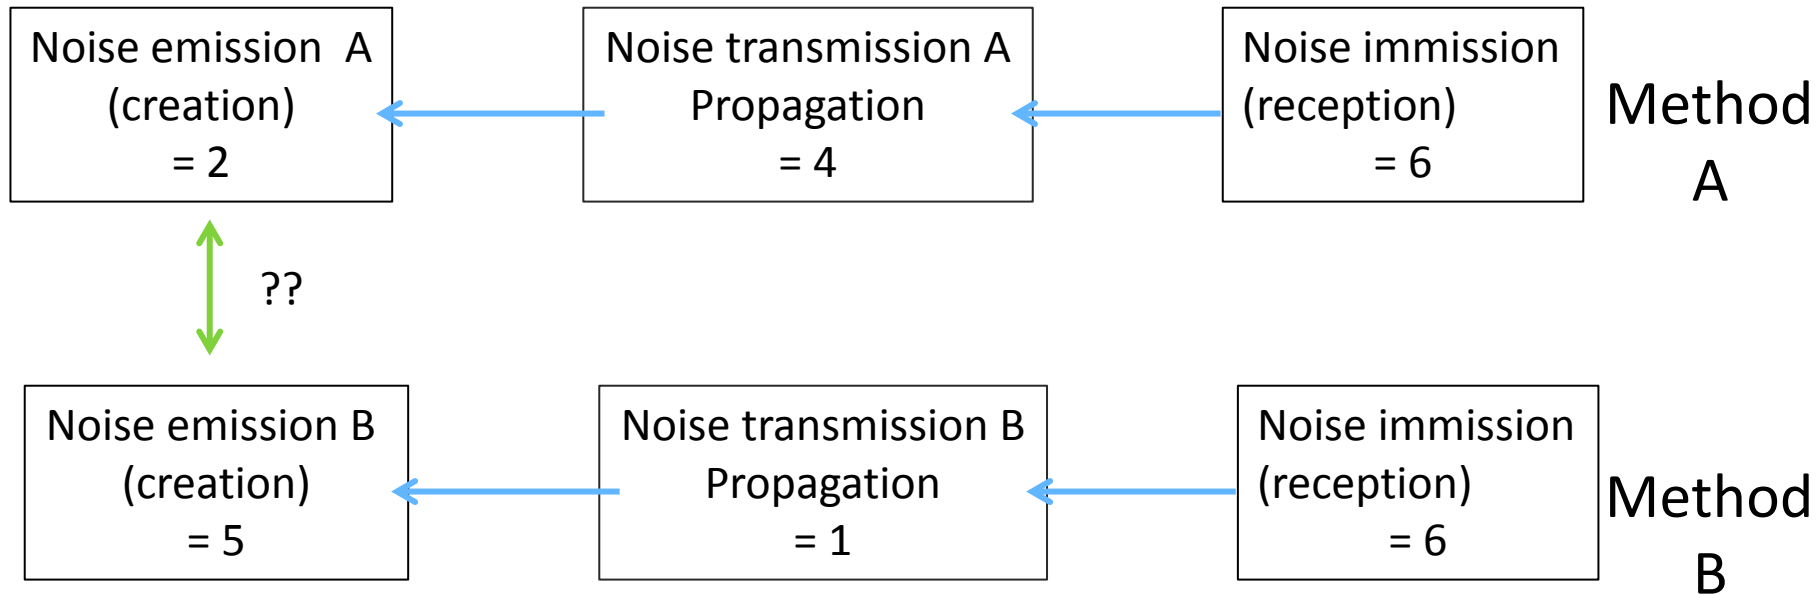 Noise emission A
(creation)
= 2
Noise transmission A
Propagation
= 4
Noise immission
(reception)
= 6
Method
A
??
Noise emission B
(creation)
= 5
Noise transmission B
Propagation
= 1
Noise immission
(reception)
= 6
Method
B